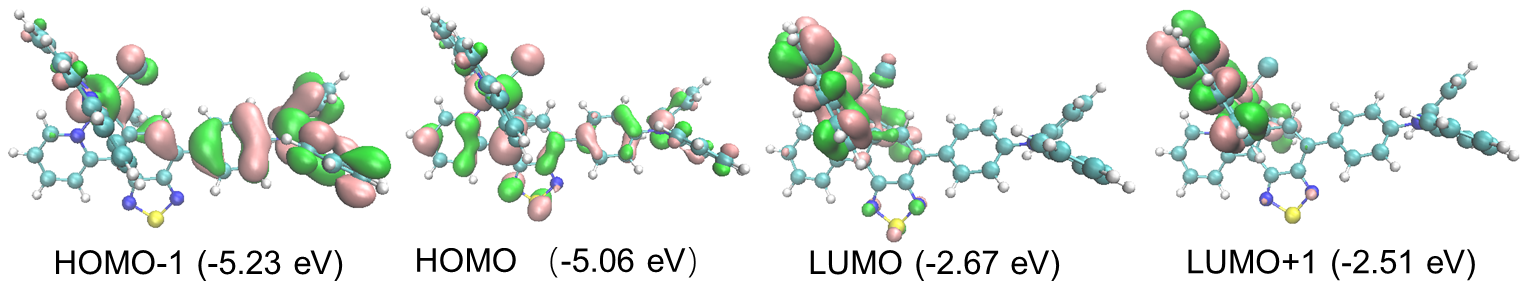 HOMO-1 (-5.23 eV)
HOMO （-5.06 eV）
LUMO (-2.67 eV)
LUMO+1 (-2.51 eV)